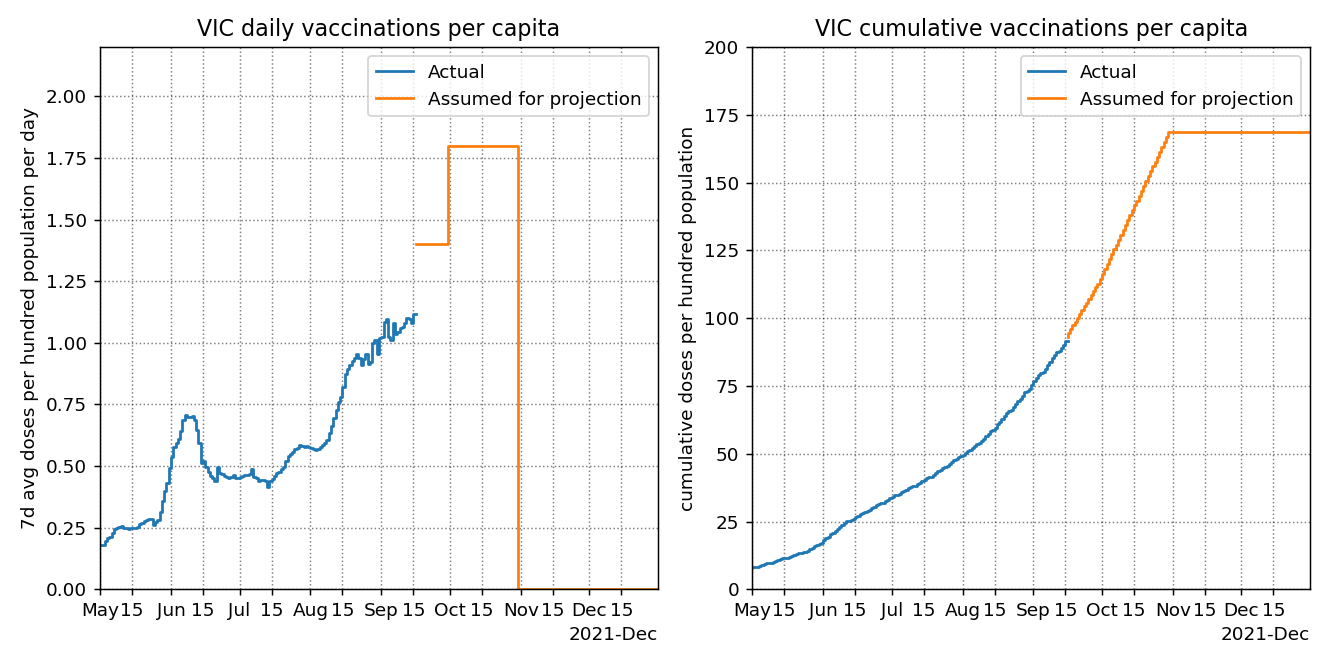 VIC daily vaccinations per capita
7d avg doses per hundred population per day
2.00
1.75
1.50
1.25
1.00
0.75
0.50
0.25
0.00
Actual
Assumed for projection
May 15 Jun 15 Jul 15 Aug 15 Sep 15 Oct 15 Nov 15 Dec 15
2021-Dec
VIC cumulative vaccinations per capita
cumulative doses per hundred population
200
175
150
125
100
75
50
25
0
Actual
Assumed for projection
May 15 Jun 15 Jul 15 Aug 15 Sep 15 Oct 15 Nov 15 Dec 15
2021-Dec